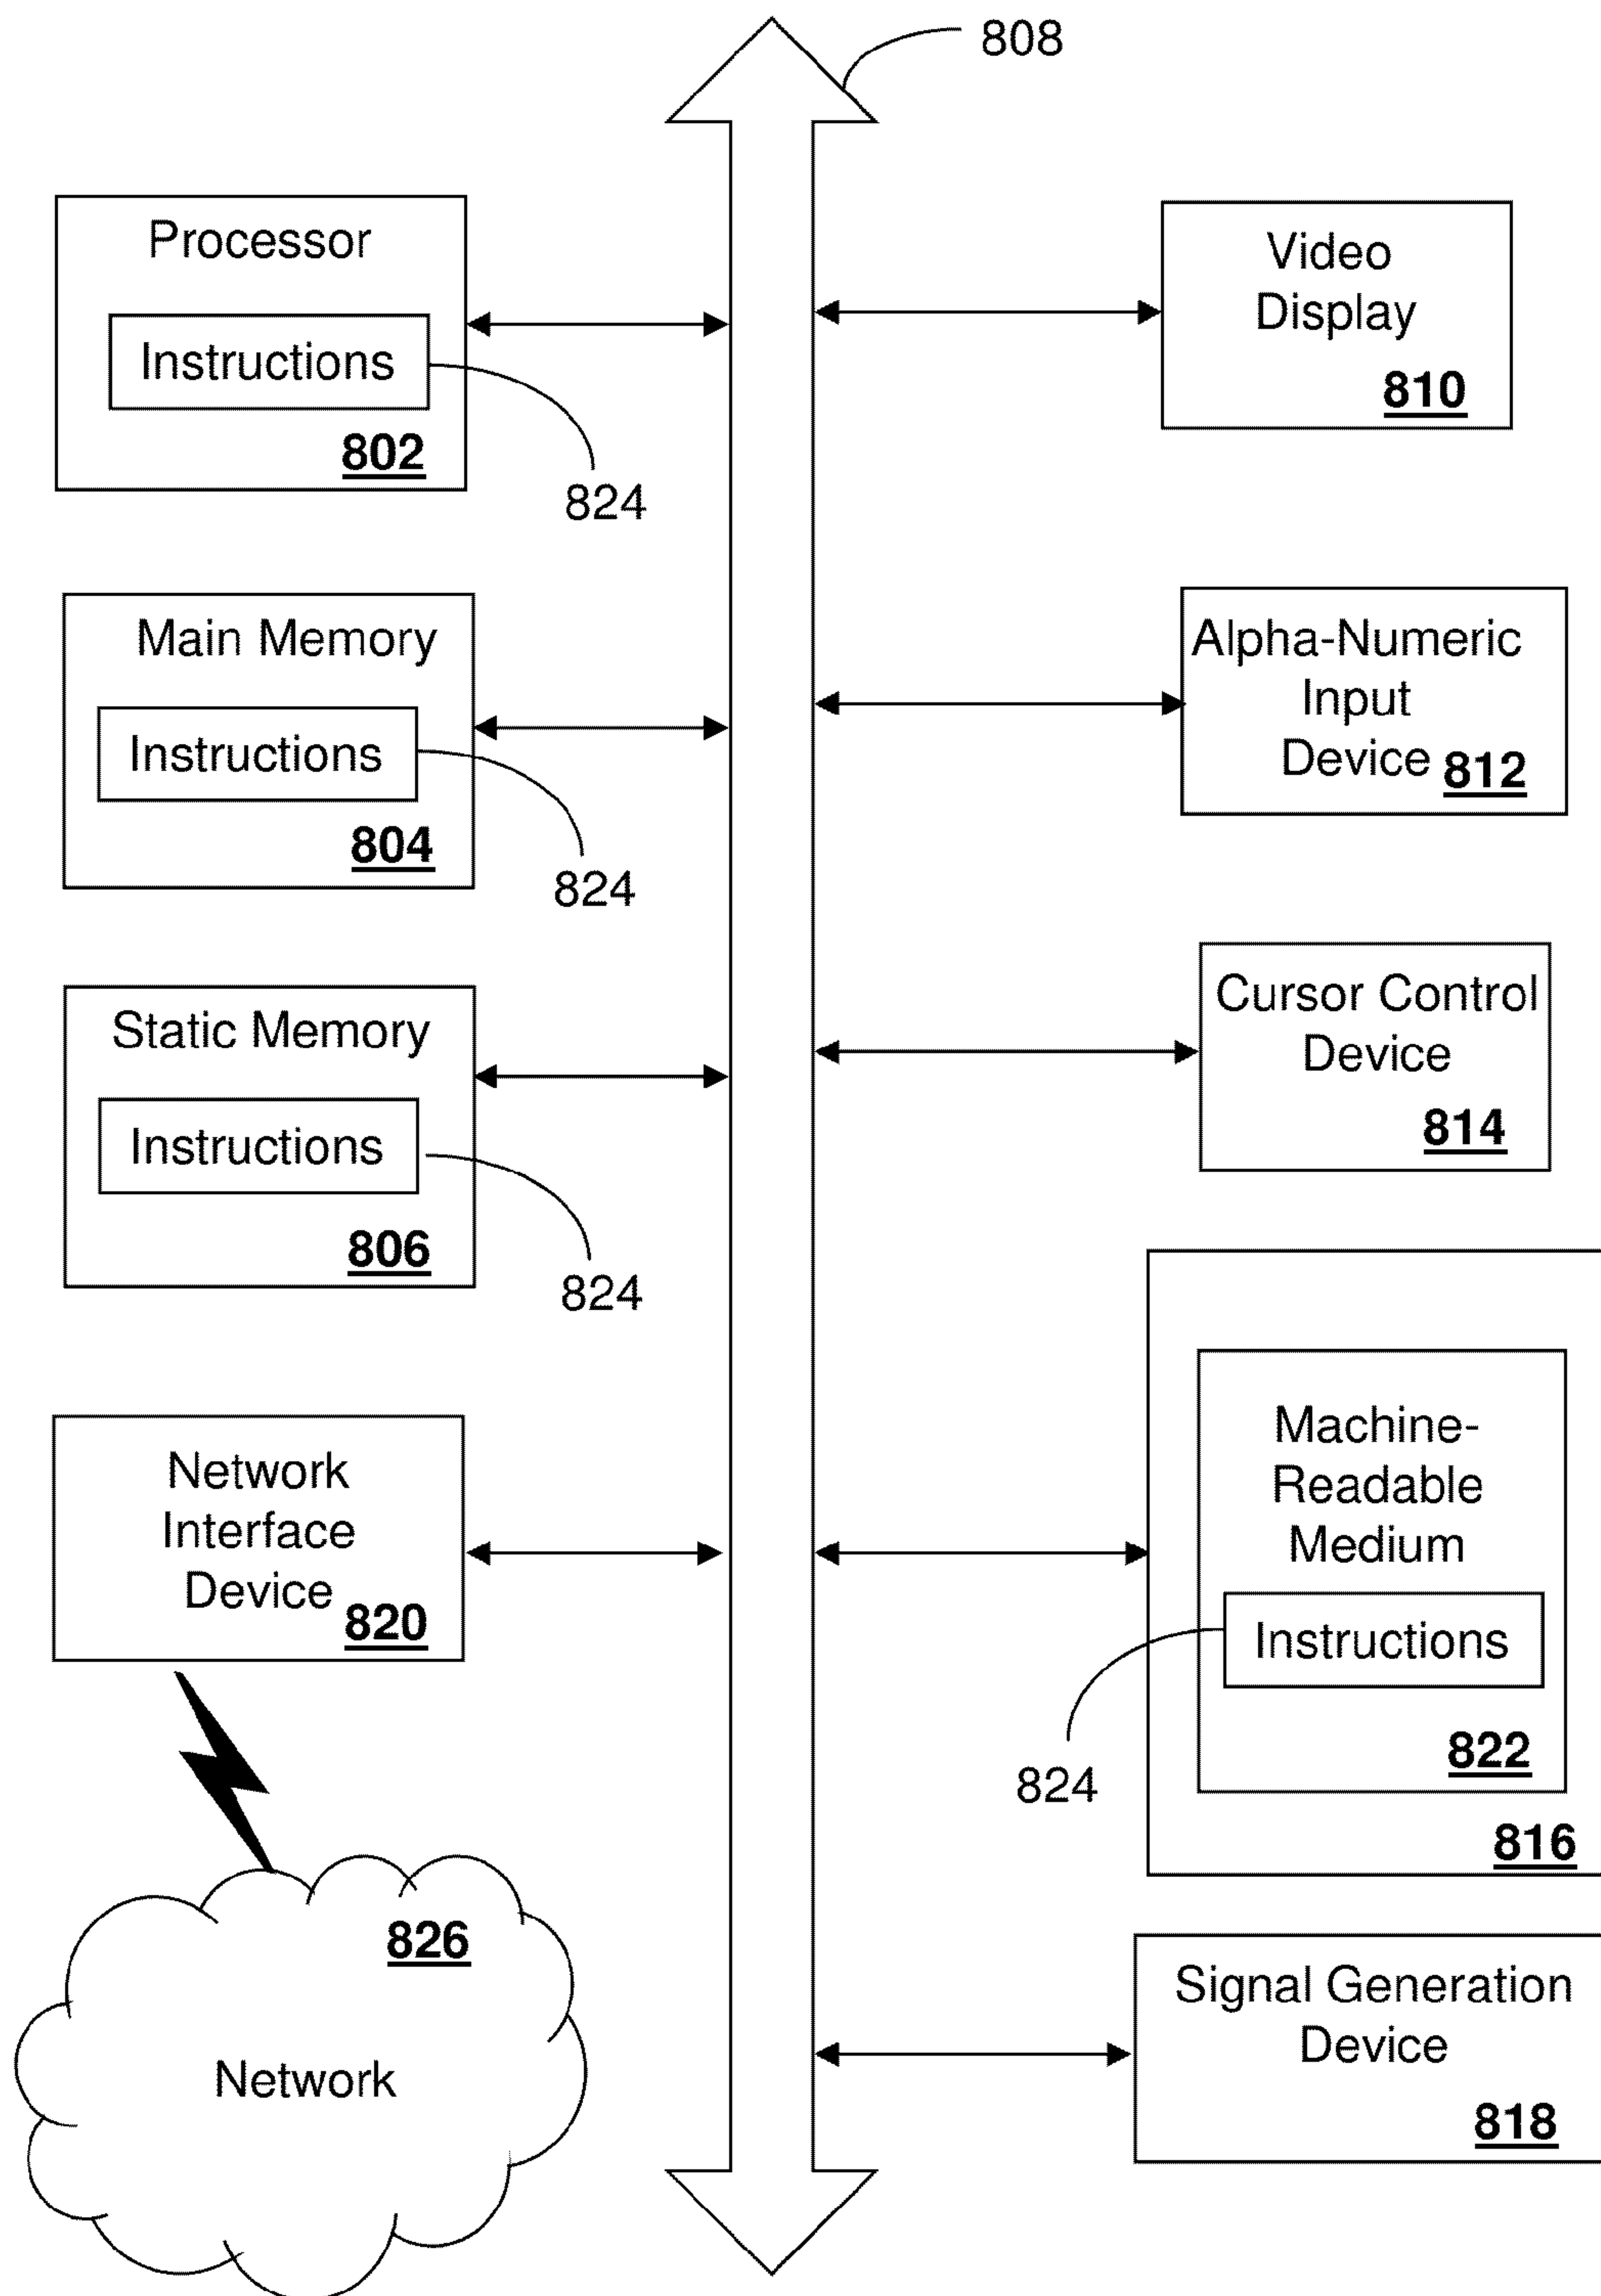 808
Processor
Instructions
802
824
Main Memory
Instructions
804
824
Static Memory
Instructions
806
824
Network
Interface
Device
820
826
Network
Video
Display
810
Alpha-Numeric
Input
Device
812
Cursor Control
Device
814
Machine-
Readable
Medium
Instructions
822
824
816
Signal Generation
Device
818